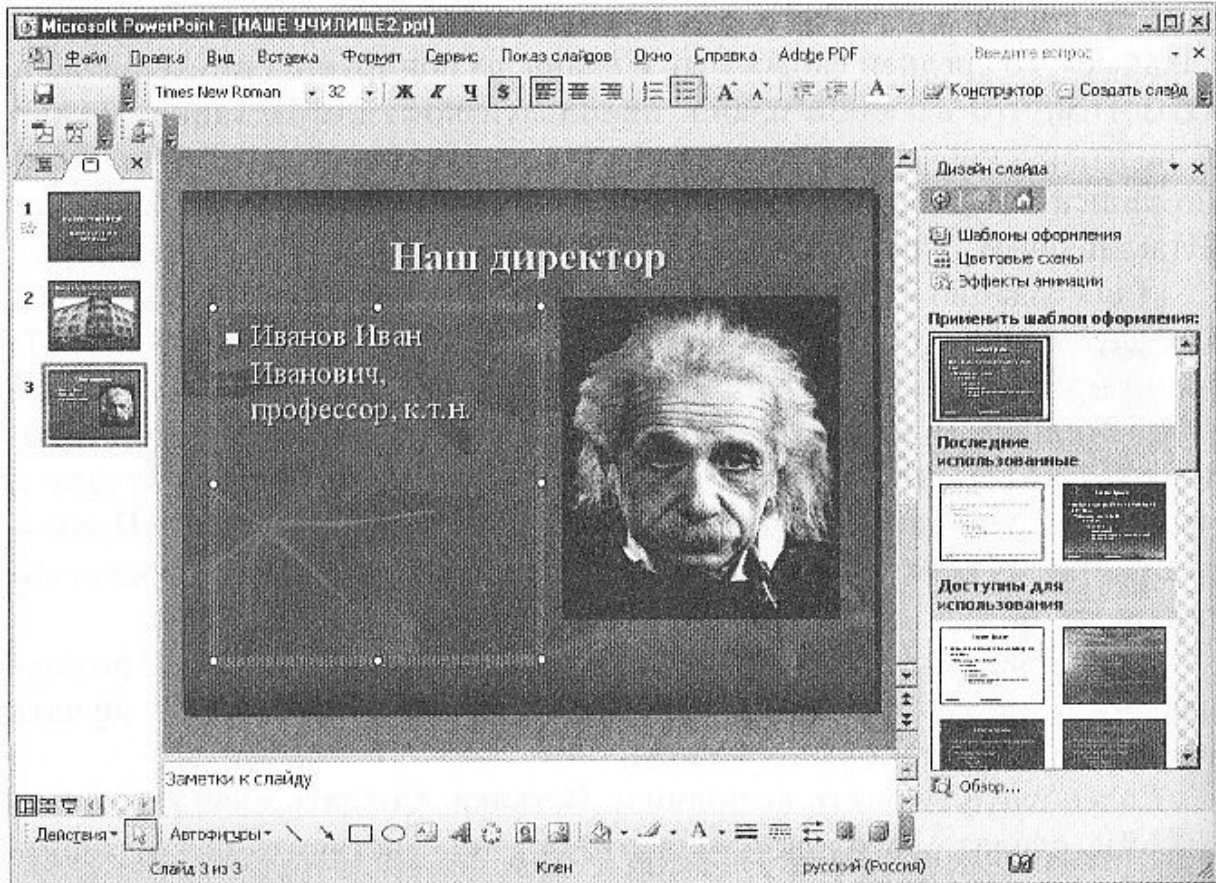 Microsoft PowerPoint - [НАШЕ УЧИЛИЩЕ2.ppt]
Файл Правка Вид Вставка Формат Сервис Показ слайдов Окно Справка Adobe PDF Введите вопрос
Times New Roman 32 Ж К Ч S A A A Конструктор Создать слайд
Дизайн слайда
1
Шаблоны оформления
Цветовые схемы
Эффекты анимации
2
Применить шаблон оформления:
3
Наш директор
Иванов Иван
Иванович,
профессор, к.т.н.
Последние
использованные
Доступны для
использования
Заметки к слайду
Обзор...
Действия Автофигуры A
Слайд 3 из 3 Клен русский (Россия)